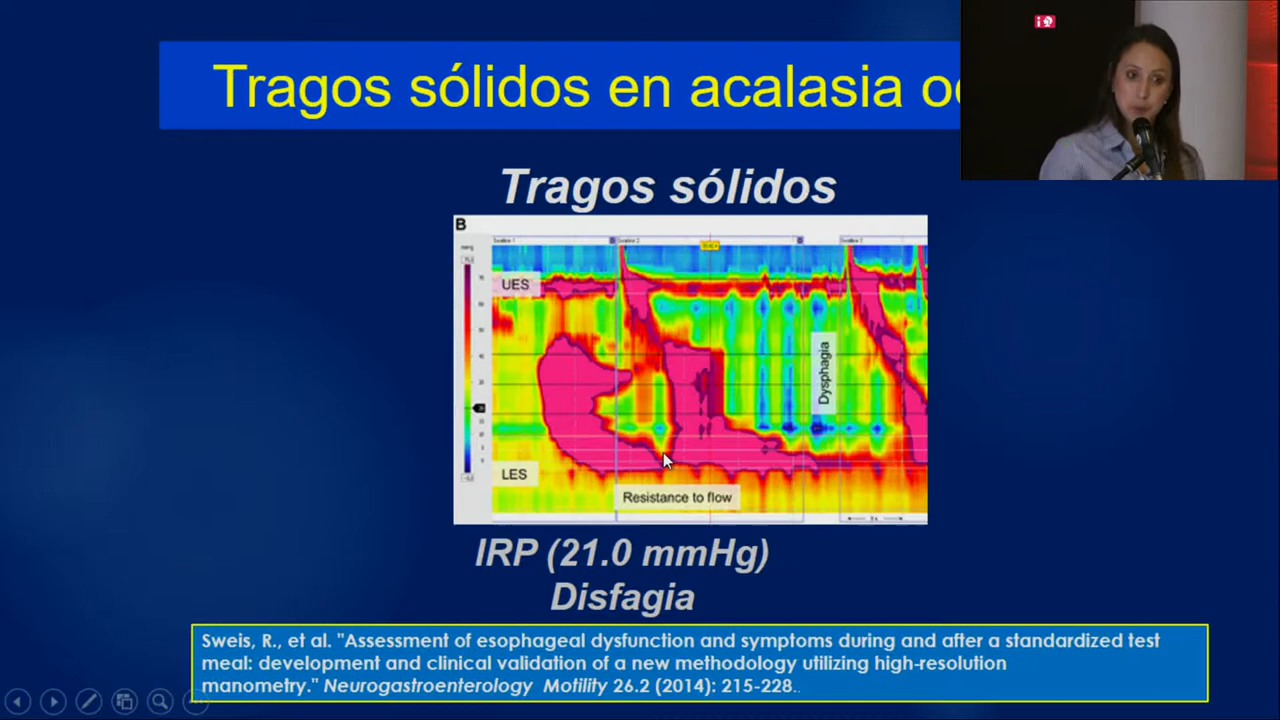 Tragos sólidos en acalasia
Tragos sólidos
B
UES
Dysphagia
LES
Resistance to flow
IRP (21.0 mmHg)
Disfagia
Sweis, R., et al. "Assessment of esophageal dysfunction and symptoms during and after a standardized test
meal: development and clinical validation of a new methodology utilizing high-resolution
manometry." Neurogastroenterology Motility 26.2 (2014): 215-228..